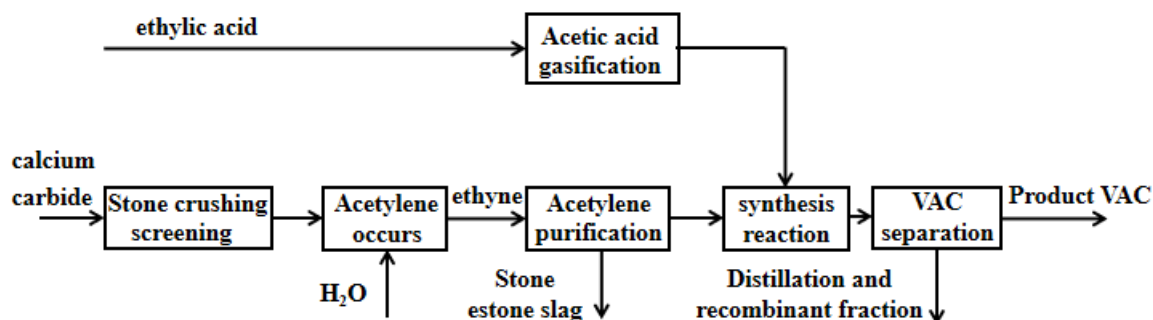 ethylic acid
Acetic acid
gasification
calcium
carbide
Stone crushing
screening
Acetylene
occurs
ethyne
Acetylene
purification
synthesis
reaction
VAC
separation
Product VAC
H₂O
Stone
estone slag
Distillation and
recombinant fraction